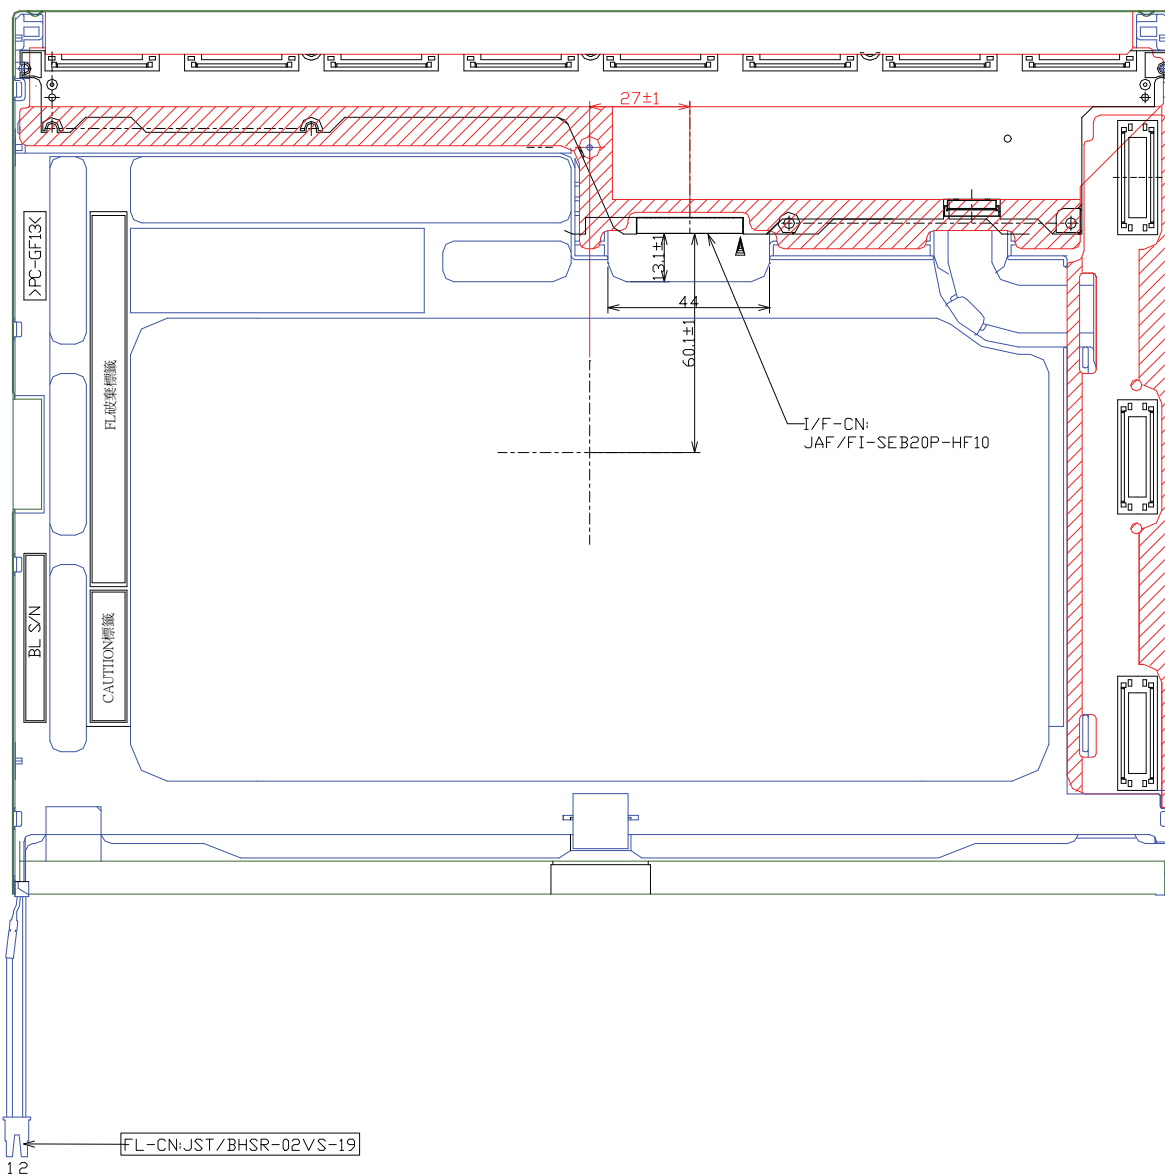 27±1
>PC-GF13<
13.1±1
44
60.1±1
FL破棄標籤
I/F-CN:
JAF/FI-SEB20P-HF10
BL S/N
CAUTIION標籤
FL-CN:JST/BHSR-02VS-19
1 2